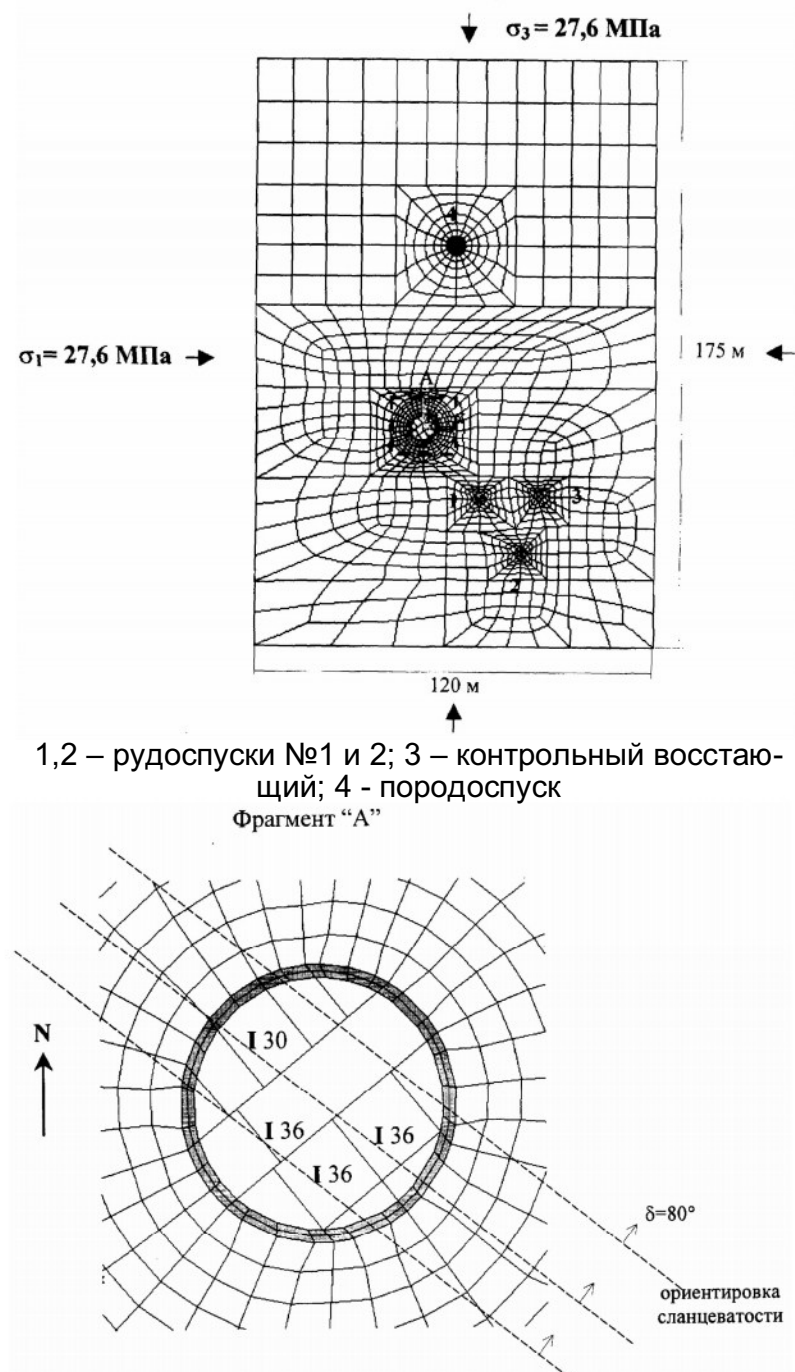 σ₃ = 27,6 МПа
4
σ₁= 27,6 МПа
175 м
А
1
3
2
120 м
1,2 – рудоспуски №1 и 2; 3 – контрольный восстаю-
щий; 4 - породоспуск
Фрагмент “А”
N
I 30
I 36
I 36
I 36
δ=80°
ориентировка
сланцеватости